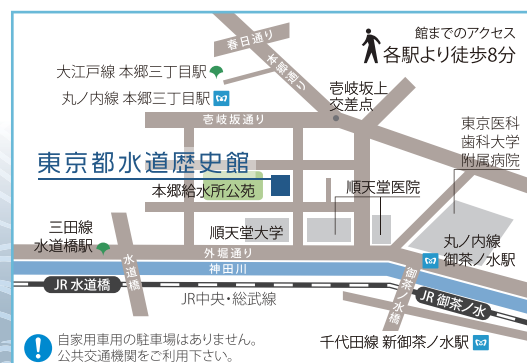 館までのアクセス
各駅より徒歩8分
春日通り
大江戸線 本郷三丁目駅
本郷通り
丸ノ内線 本郷三丁目駅
壱岐坂上
交差点
壱岐坂通り
東京医科
歯科大学
附属病院
東京都水道歴史館
本郷給水所公苑
順天堂医院
三田線
水道橋駅
順天堂大学
丸ノ内線
御茶ノ水駅
外堀通り
神田川
水道橋
御茶ノ水橋
JR 水道橋
JR中央・総武線
JR 御茶ノ水
自家用車用の駐車場はありません。
公共交通機関をご利用下さい。
千代田線 新御茶ノ水駅